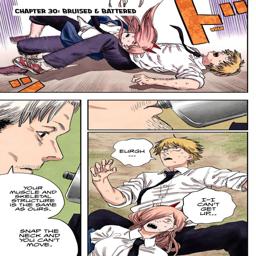 CHAPTER 30: BRUISED & BATTERED
EURGH
...
I-I
CAN'T
GET
UP...
YOUR
MUSCLE AND
SKELETAL
STRUCTURE
IS THE SAME
AS OURS.
SNAP
THE NECK AND
YOU CAN'T
MOVE.